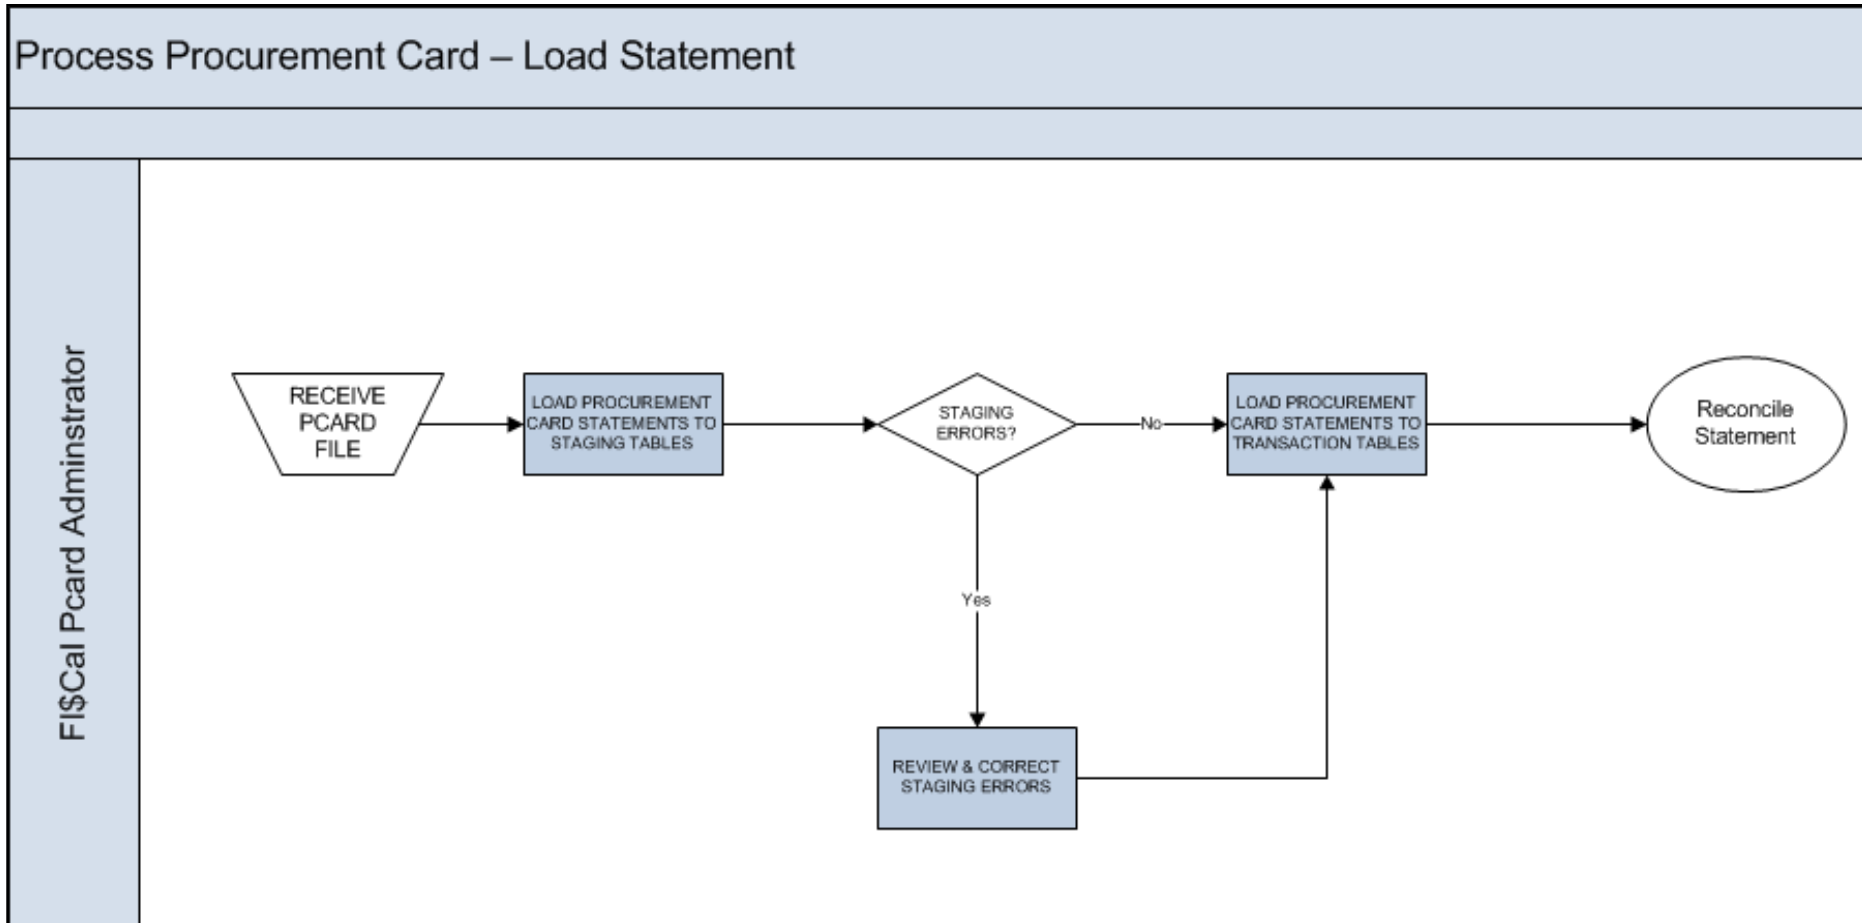 Process Procurement Card – Load Statement
FI$Cal Pcard Adminstrator
RECEIVE
PCARD
FILE
LOAD PROCUREMENT
CARD STATEMENTS TO
STAGING TABLES
STAGING
ERRORS?
No
LOAD PROCUREMENT
CARD STATEMENTS TO
TRANSACTION TABLES
Reconcile
Statement
Yes
REVIEW & CORRECT
STAGING ERRORS